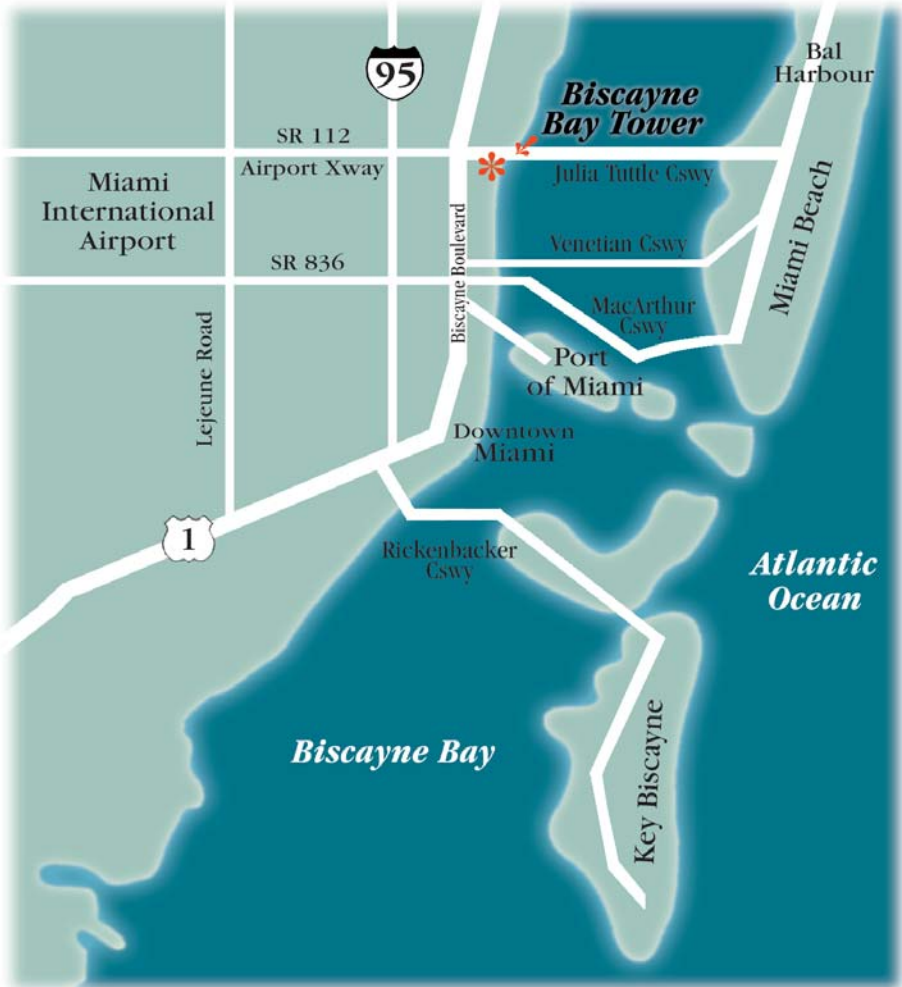 Bal
Harbour
95
Biscayne
Bay Tower
SR 112
Airport Xway
Julia Tuttle Cswy
Miami
International
Airport
Venetian Cswy
Miami Beach
SR 836
Biscayne Boulevard
MacArthur
Cswy
Lejeune Road
Port
of Miami
Downtown
Miami
1
Rickenbacker
Cswy
Atlantic
Ocean
Biscayne Bay
Key Biscayne